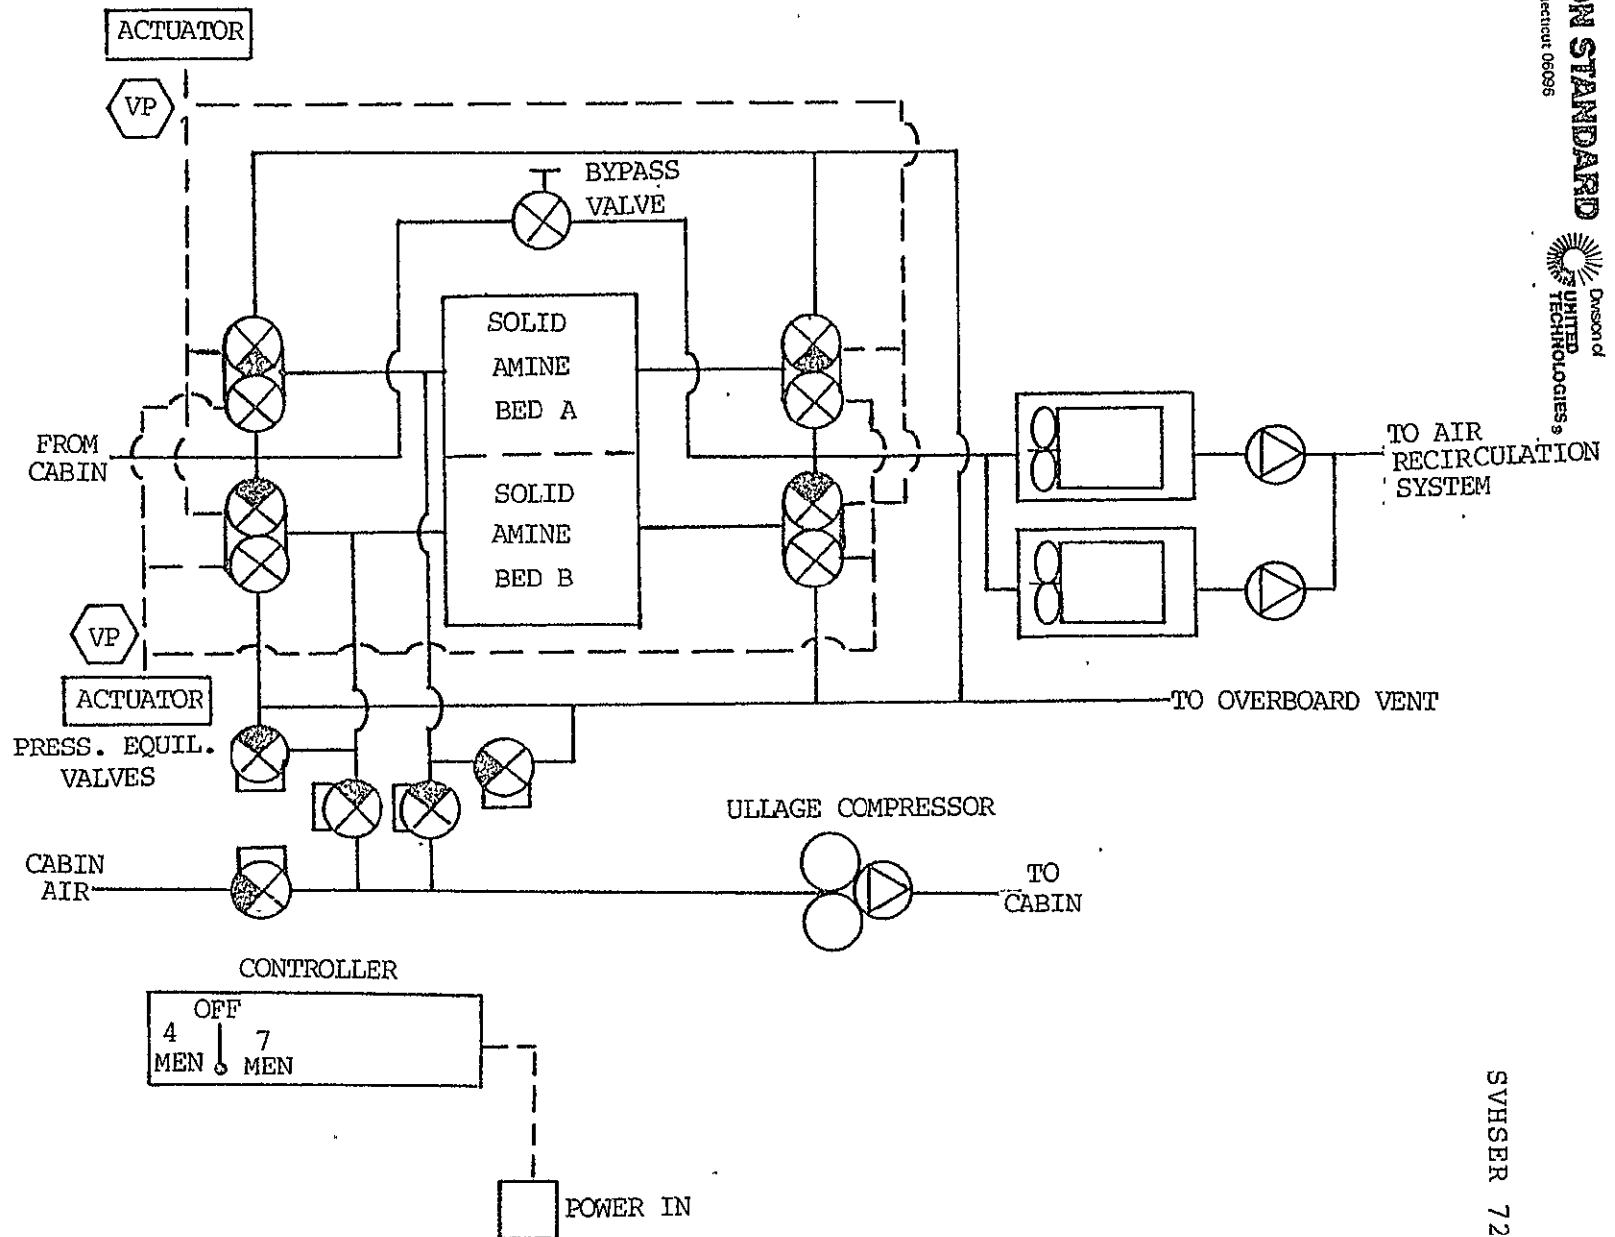 ACTUATOR
VP
BYPASS
VALVE
SOLID
AMINE
BED A
SOLID
AMINE
BED B
FROM
CABIN
TO AIR
RECIRCULATION
SYSTEM
VP
ACTUATOR
TO OVERBOARD VENT
PRESS. EQUIL.
VALVES
ULLAGE COMPRESSOR
CABIN
AIR
TO
CABIN
CONTROLLER
OFF
4
MEN
7
MEN
POWER IN
STANDARD
06096
Division of
UNITED
TECHNOLOGIES®
SVHSER 72